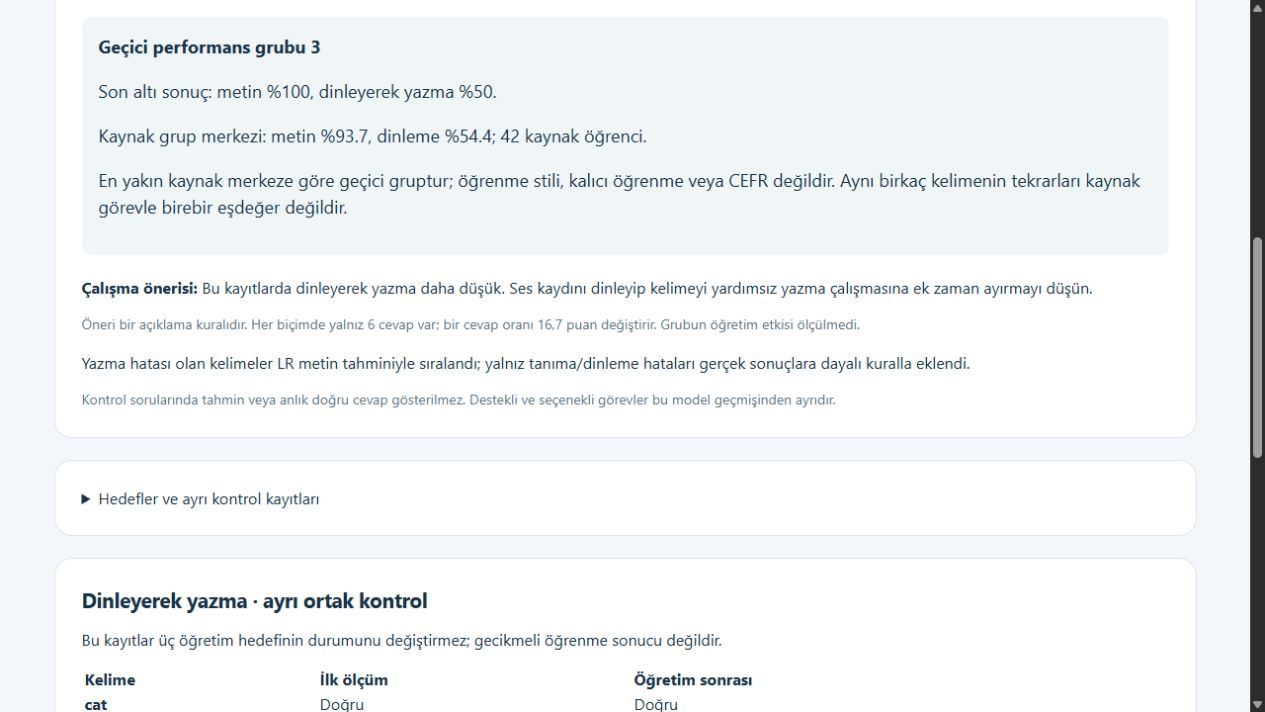 Geçici performans grubu 3
Son altı sonuç: metin %100, dinleyerek yazma %50.
Kaynak grup merkezi: metin %93.7, dinleme %54.4; 42 kaynak öğrenci.
En yakın kaynak merkeze göre geçici gruptur; öğrenme stili, kalıcı öğrenme veya CEFR değildir. Aynı birkaç kelimenin tekrarları kaynak
görevle birebir eşdeğer değildir.
Çalışma önerisi: Bu kayıtlarda dinleyerek yazma daha düşük. Ses kaydını dinleyip kelimeyi yardımsız yazma çalışmasına ek zaman ayırmayı düşün.
Öneri bir açıklama kuralıdır. Her biçimde yalnız 6 cevap var; bir cevap oranı 16,7 puan değiştirir. Grubun öğretim etkisi ölçülmedi.
Yazma hatası olan kelimeler LR metin tahminiyle sıralandı; yalnız tanıma/dinleme hataları gerçek sonuçlara dayalı kuralla eklendi.
Kontrol sorularında tahmin veya anlık doğru cevap gösterilmez. Destekli ve seçenekli görevler bu model geçmişinden ayrıdır.
Hedefler ve ayrı kontrol kayıtları
Dinleyerek yazma · ayrı ortak kontrol
Bu kayıtlar üç öğretim hedefinin durumunu değiştirmez; gecikmeli öğrenme sonucu değildir.
Kelime İlk ölçüm Öğretim sonrası
cat Doğru Doğru